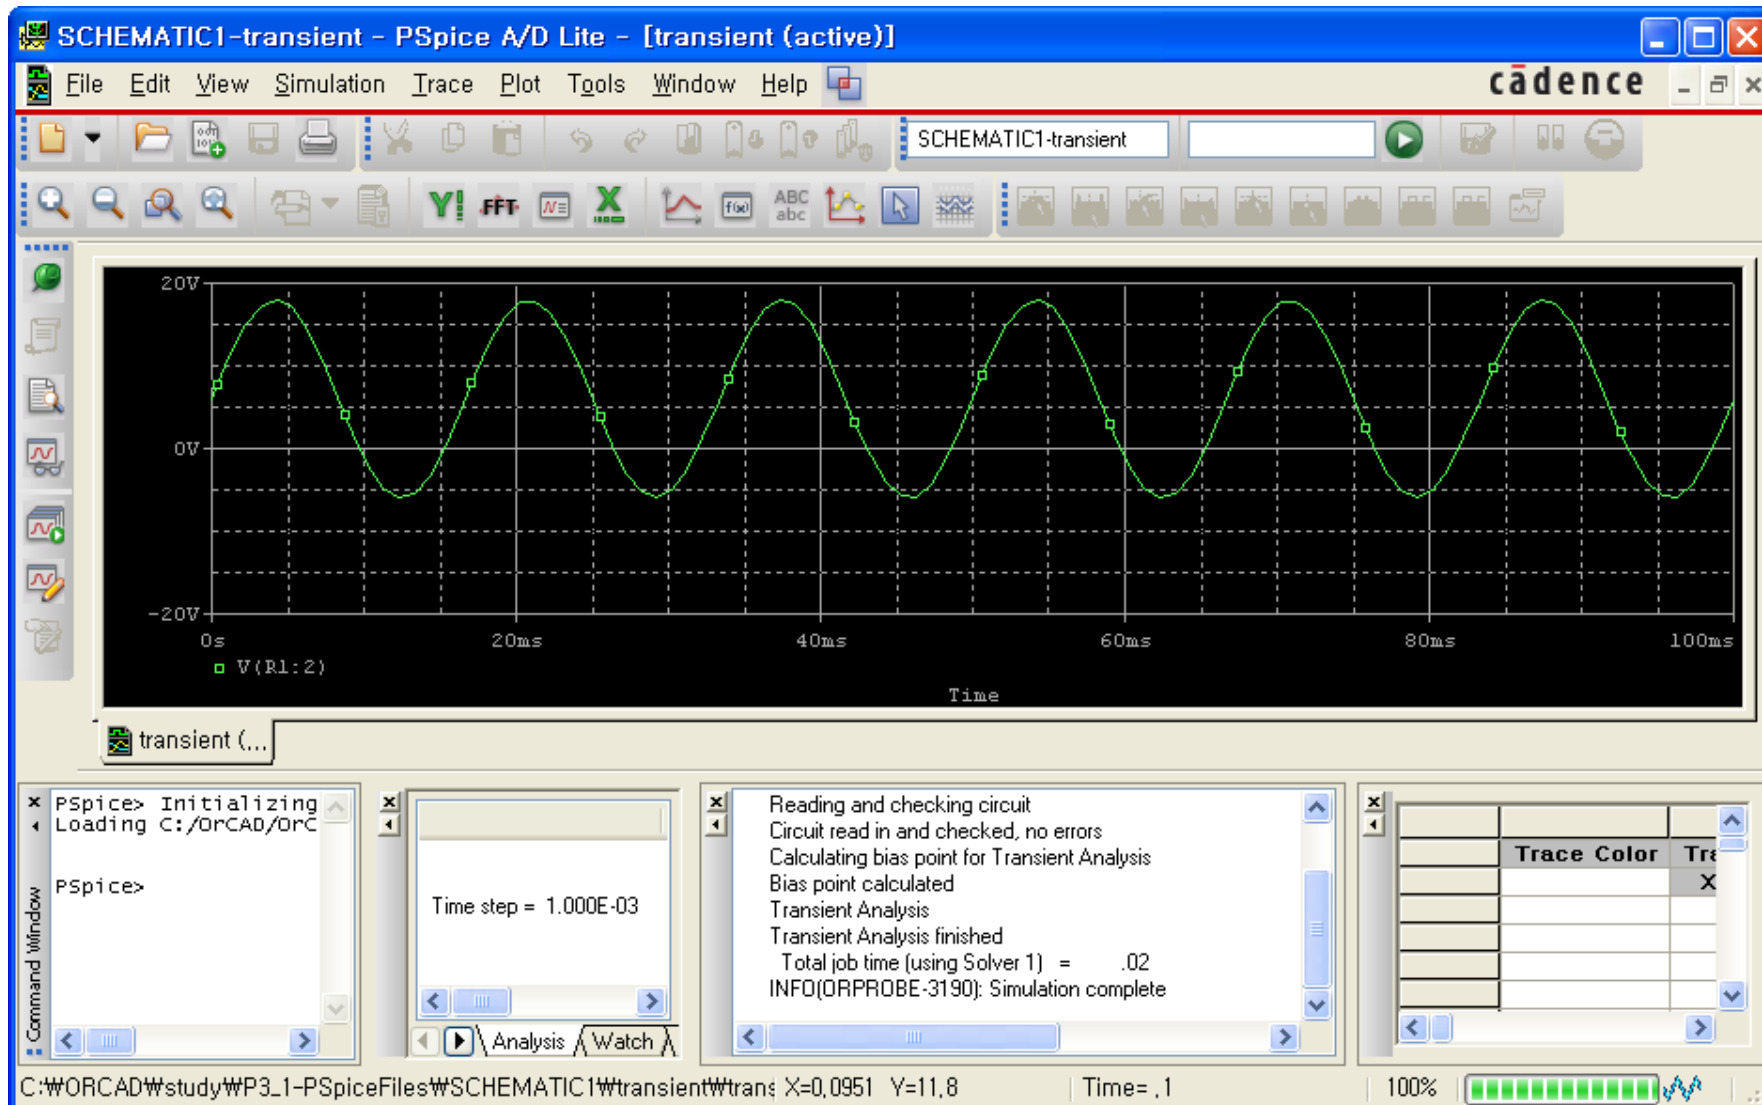 SCHEMATIC1-transient - PSpice A/D Lite - [transient (active)]
File Edit View Simulation Trace Plot Tools Window Help
cādence
SCHEMATIC1-transient
FFT
f(x)
ABC
abc
20V
0V
-20V
0s 20ms 40ms 60ms 80ms 100ms
V(R1:2)
Time
transient (...
Command Window
PSpice> Initializing
Loading C:/OrCAD/OrC
PSpice>
Time step = 1.000E-03
Analysis Watch
Reading and checking circuit
Circuit read in and checked, no errors
Calculating bias point for Transient Analysis
Bias point calculated
Transient Analysis
Transient Analysis finished
Total job time (using Solver 1) = .02
INFO(ORPROBE-3190): Simulation complete
Trace Color Tra
X
C:₩ORCAD₩study₩P3_1-PSpiceFiles₩SCHEMATIC1₩transient₩trans X=0,0951 Y=11,8 Time= ,1 100%